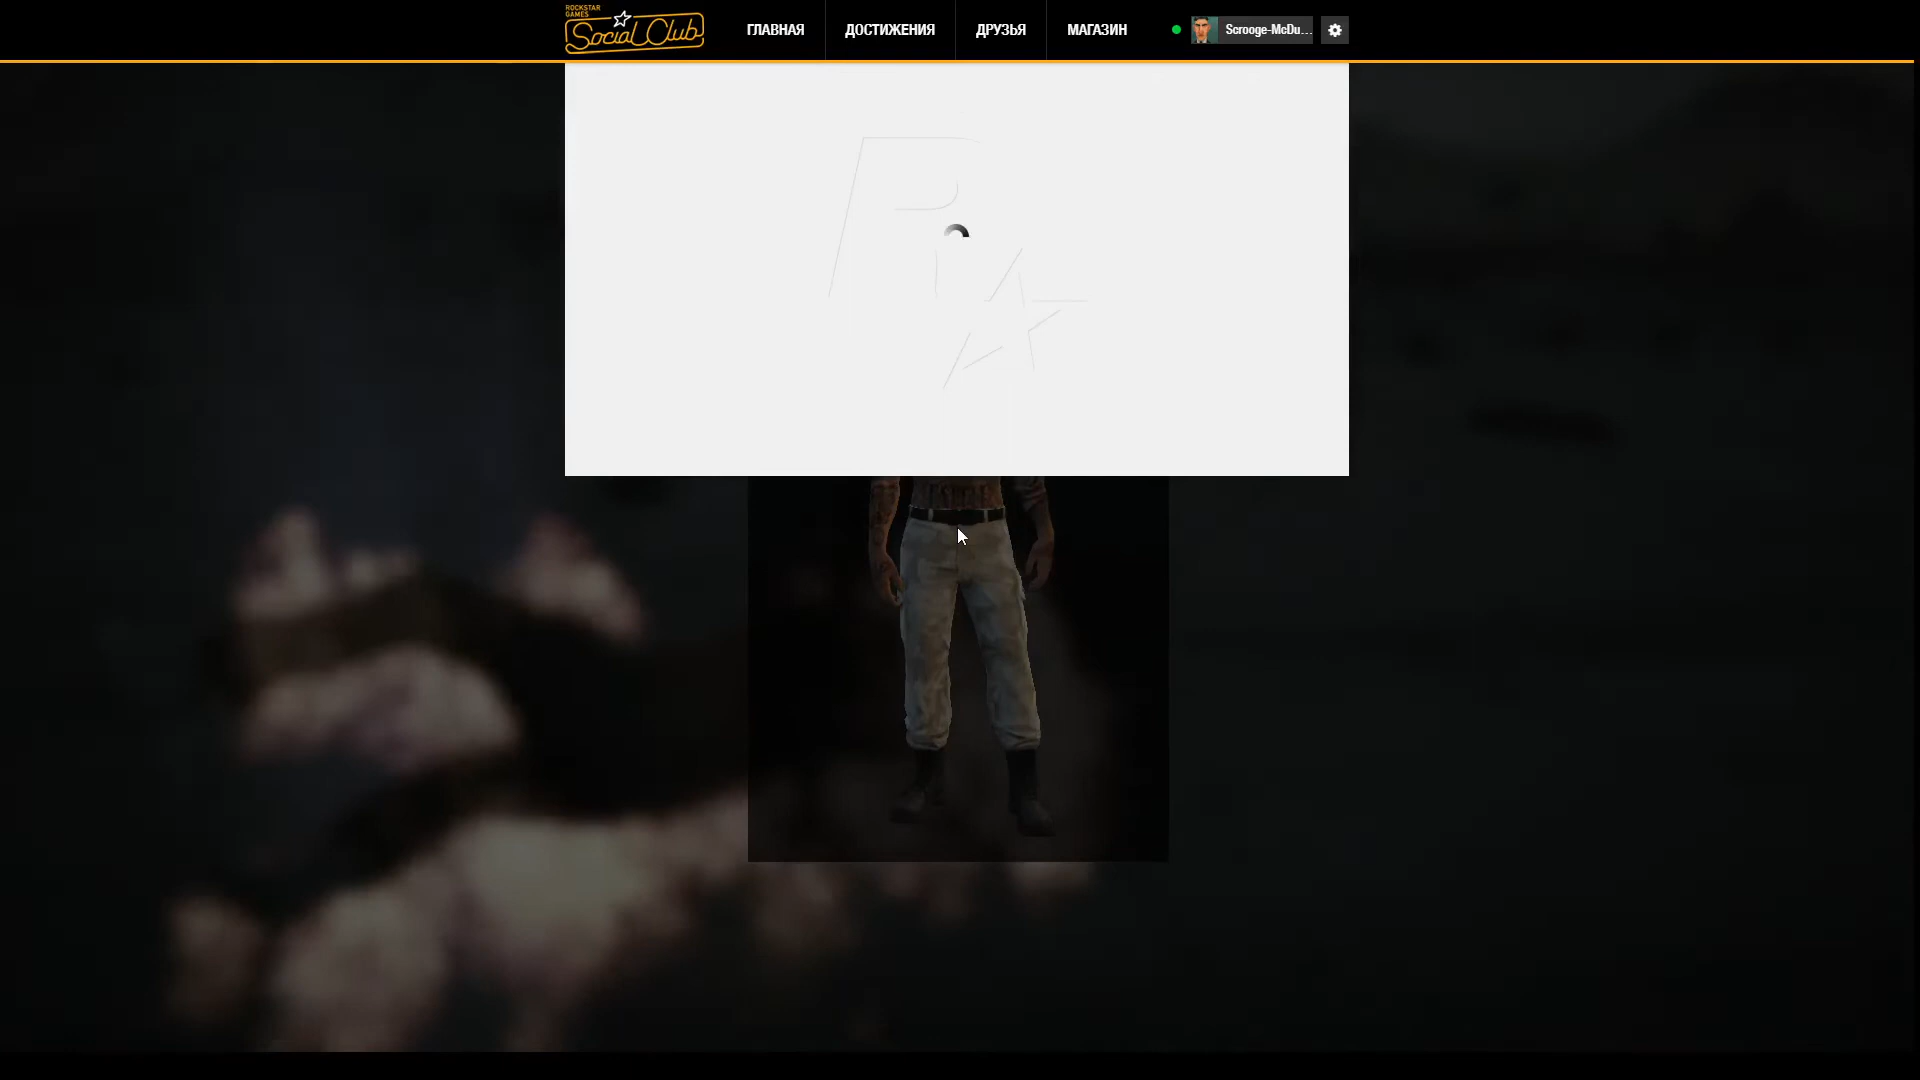 ROCKSTAR
GAMES
Social Club
ГЛАВНАЯ
ДОСТИЖЕНИЯ
ДРУЗЬЯ
МАГАЗИН
Scrooge-McDu...